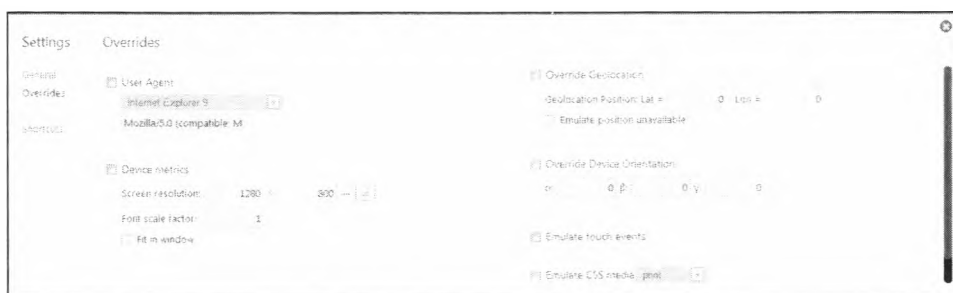 Settings
General
Overrides
Shortcuts
Overrides
User Agent
Internet Explorer 9
Mozilla/5.0 (compatible; M
Device metrics
Screen resolution: 1280 × 800
Font scale factor: 1
Fit in window
Override Geolocation
Geolocation Position: Lat = 0 Lon = 0
Emulate position unavailable
Override Device Orientation
α: 0 β: 0 γ: 0
Emulate touch events
Emulate CSS media print